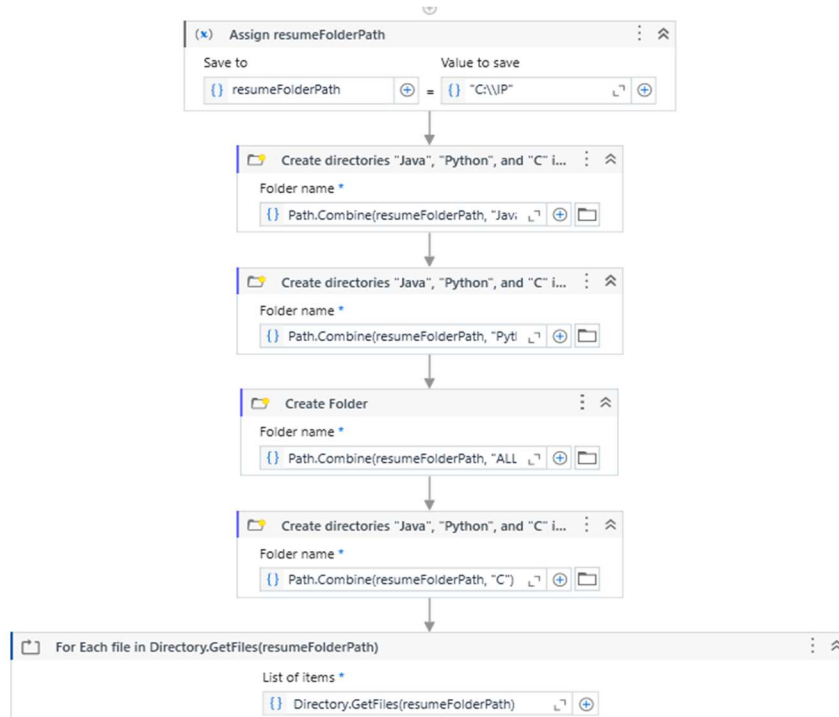 (x) Assign resumeFolderPath
Save to Value to save
{} resumeFolderPath = {} "C:\\IP"
Create directories "Java", "Python", and "C" i...
Folder name *
{} Path.Combine(resumeFolderPath, "Java
Create directories "Java", "Python", and "C" i...
Folder name *
{} Path.Combine(resumeFolderPath, "Pyt
Create Folder
Folder name *
{} Path.Combine(resumeFolderPath, "ALL
Create directories "Java", "Python", and "C" i...
Folder name *
{} Path.Combine(resumeFolderPath, "C")
For Each file in Directory.GetFiles(resumeFolderPath)
List of items *
{} Directory.GetFiles(resumeFolderPath)